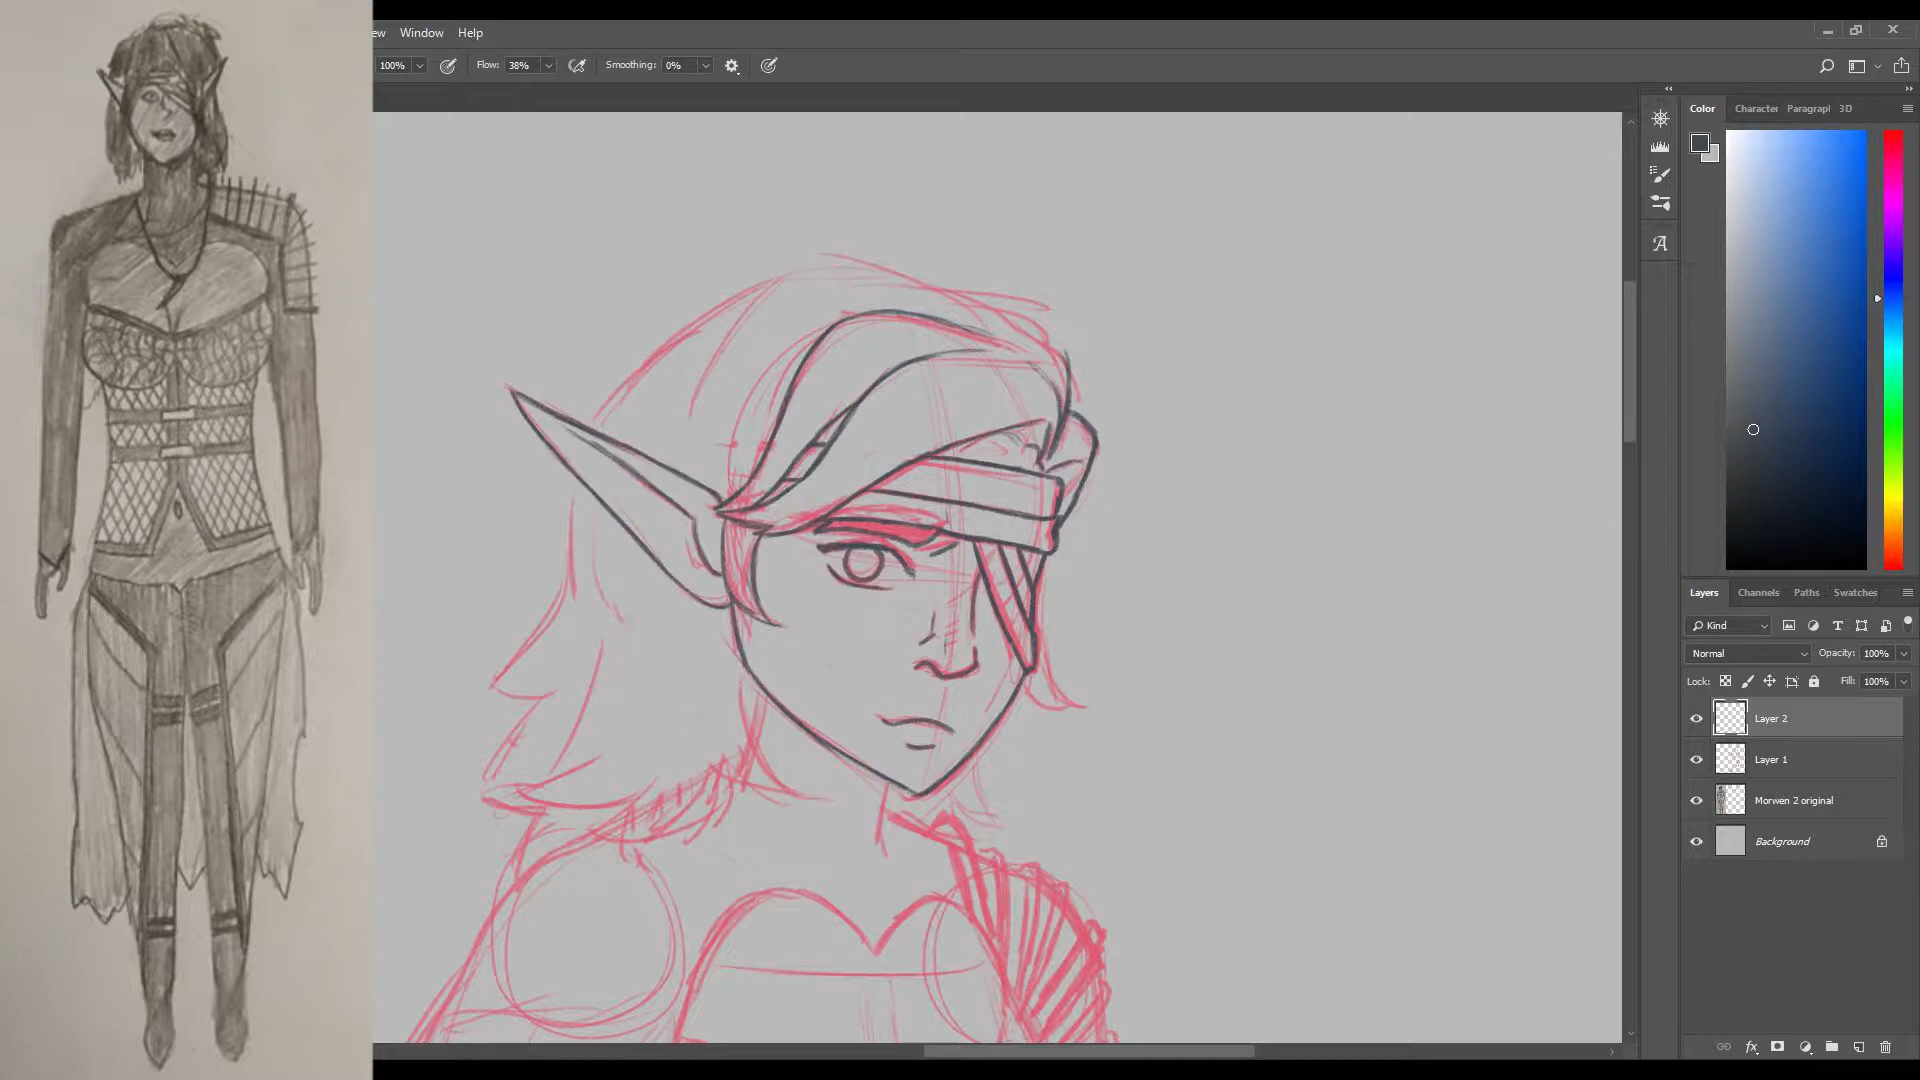 ew Window Help
100% Flow: 38% Smoothing: 0%
Color Character Paragrapl 3D
A
Layers Channels Paths Swatches
Kind T
Normal Opacity: 100%
Lock: Fill: 100%
Layer 2
Layer 1
Morwen 2 original
Background
fx